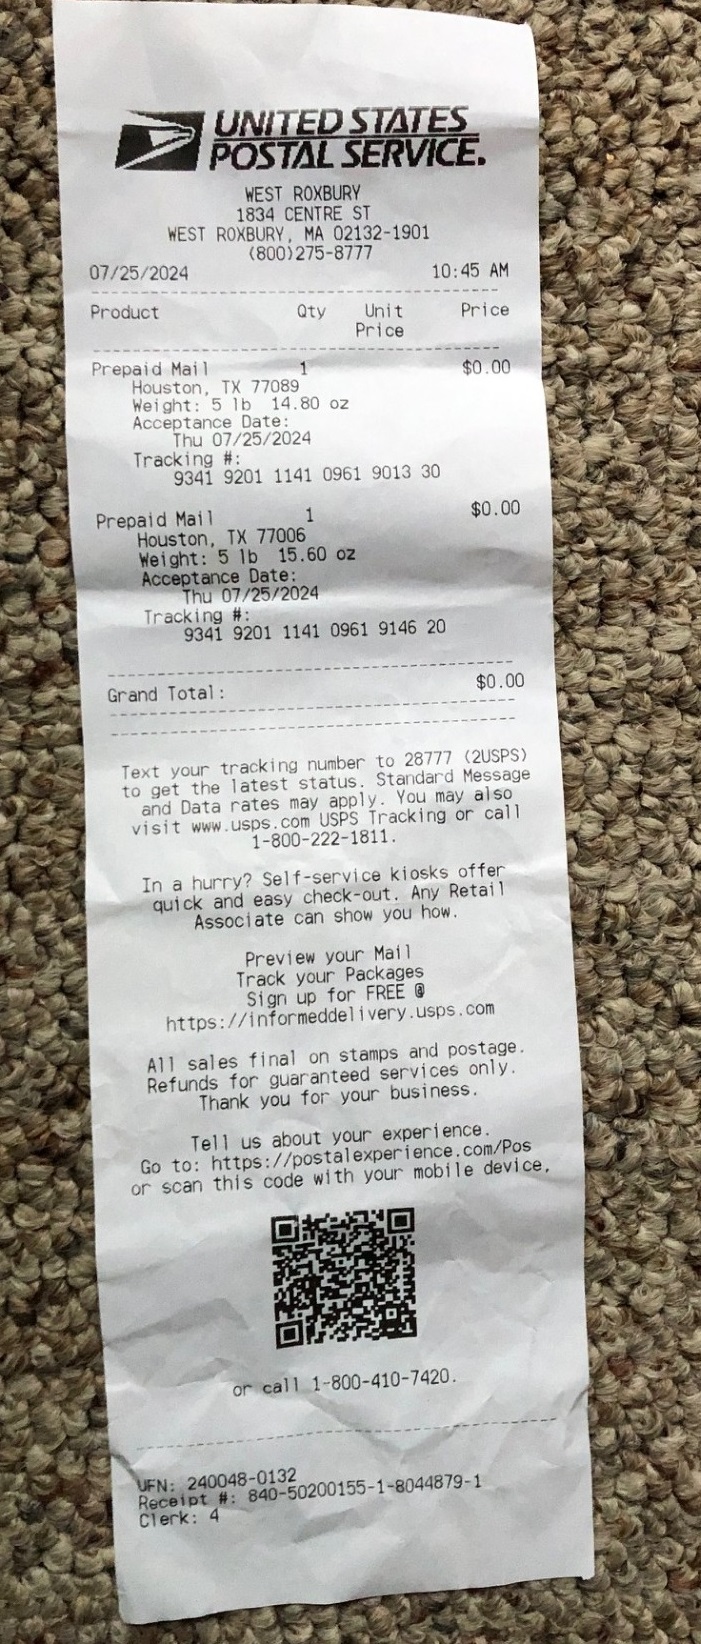 UNITED STATES
POSTAL SERVICE.
WEST ROXBURY
1834 CENTRE ST
WEST ROXBURY, MA 02132-1901
(800)275-8777
07/25/2024 10:45 AM
Product Qty Unit Price
Price
Prepaid Mail 1 $0.00
Houston, TX 77089
Weight: 5 lb 14.80 oz
Acceptance Date:
Thu 07/25/2024
Tracking #:
9341 9201 1141 0961 9013 30
Prepaid Mail 1 $0.00
Houston, TX 77006
Weight: 5 lb 15.60 oz
Acceptance Date:
Thu 07/25/2024
Tracking #:
9341 9201 1141 0961 9146 20
Grand Total: $0.00
Text your tracking number to 28777 (2USPS)
to get the latest status. Standard Message
and Data rates may apply. You may also
visit www.usps.com USPS Tracking or call
1-800-222-1811.
In a hurry? Self-service kiosks offer
quick and easy check-out. Any Retail
Associate can show you how.
Preview your Mail
Track your Packages
Sign up for FREE @
https://informeddelivery.usps.com
All sales final on stamps and postage.
Refunds for guaranteed services only.
Thank you for your business.
Tell us about your experience.
Go to: https://postalexperience.com/Pos
or scan this code with your mobile device,
or call 1-800-410-7420.
UFN: 240048-0132
Receipt #: 840-50200155-1-8044879-1
Clerk: 4